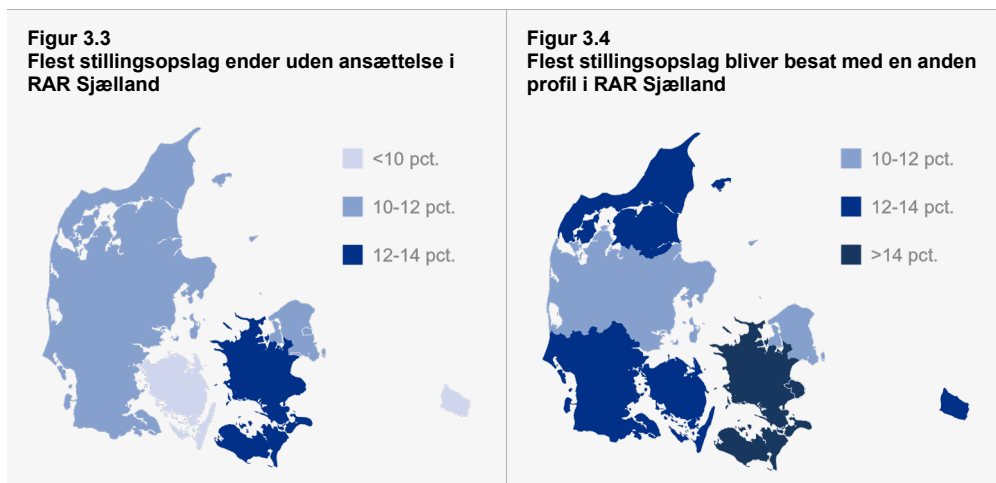 Figur 3.3
Flest stillingsopslag ender uden ansættelse i
RAR Sjælland
<10 pct.
10-12 pct.
12-14 pct.
Figur 3.4
Flest stillingsopslag bliver besat med en anden
profil i RAR Sjælland
10-12 pct.
12-14 pct.
>14 pct.